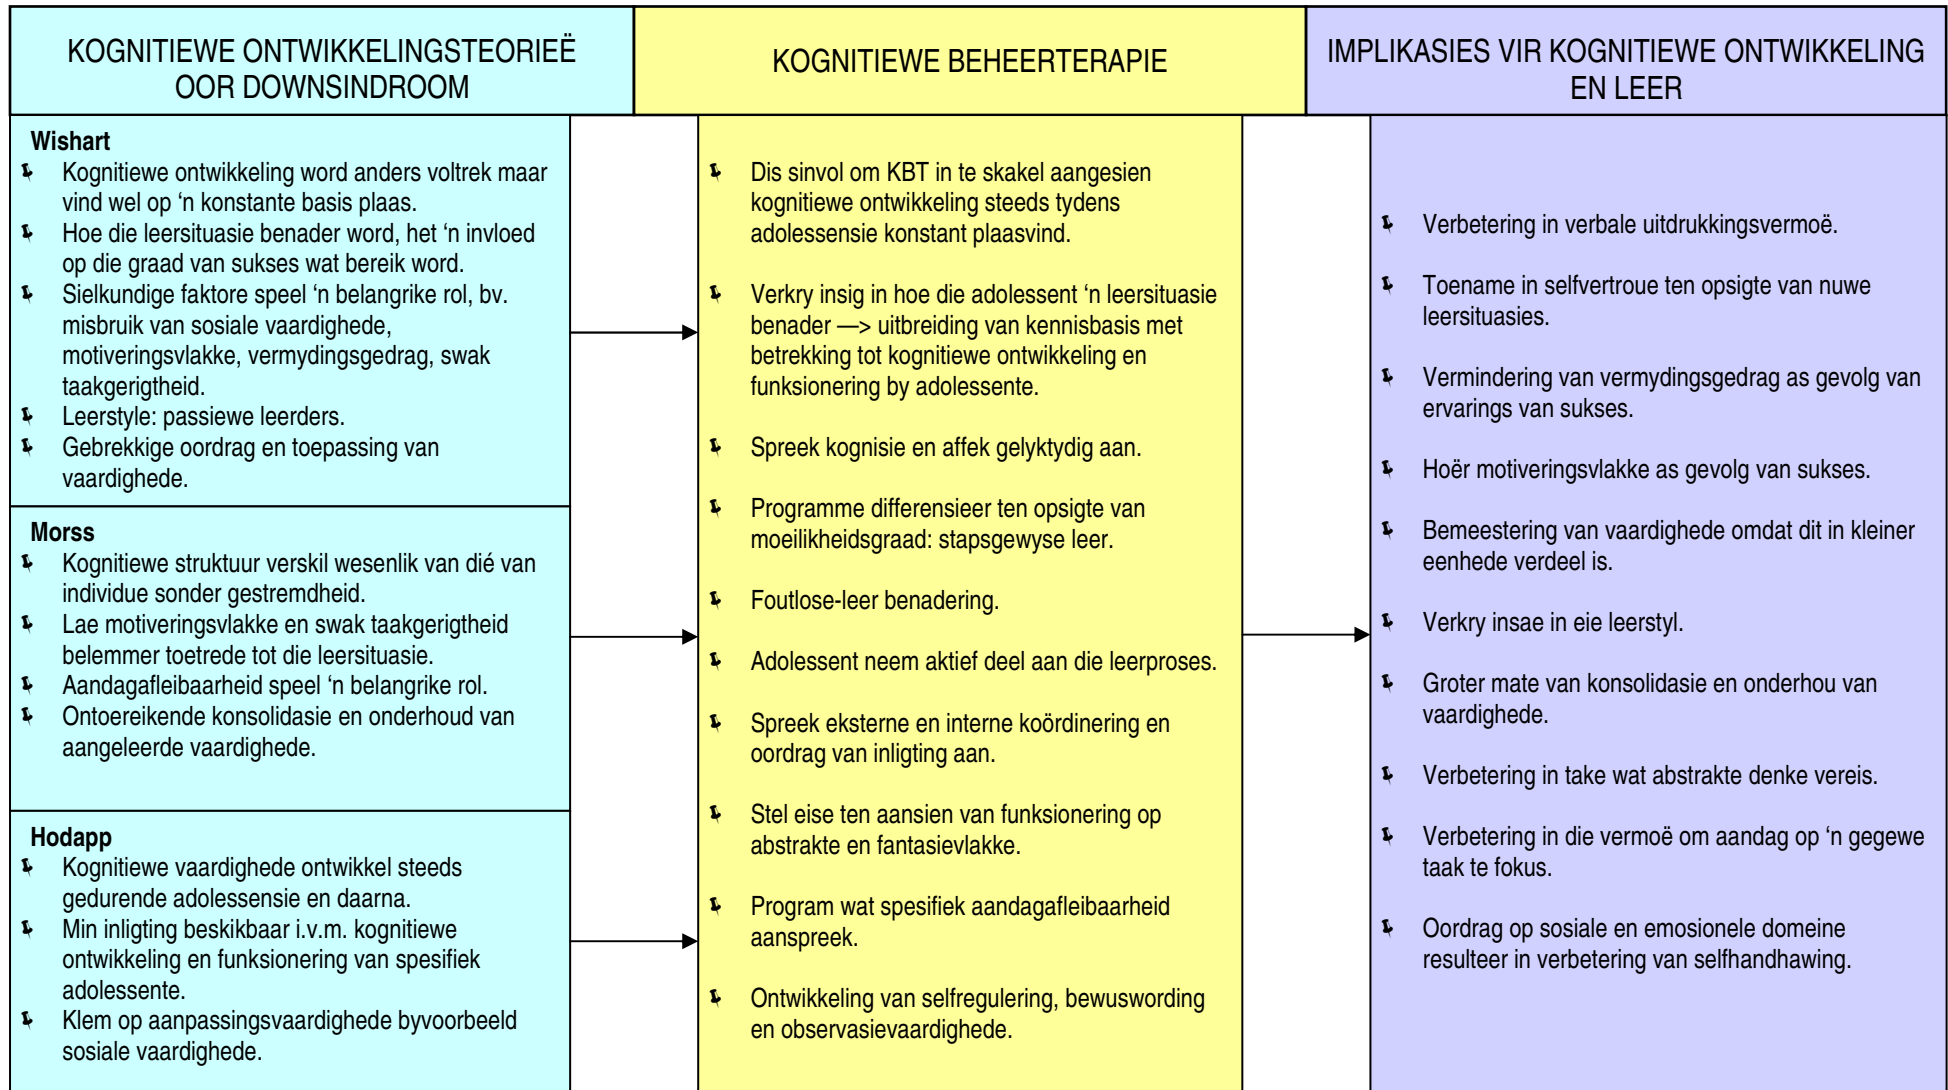 KOGNITIEWE ONTWIKKELINGSTEORIEË
OOR DOWNSINDROOM
KOGNITIEWE BEHEERTERAPIE
IMPLIKASIES VIR KOGNITIEWE ONTWIKKELING
EN LEER
Wishart
Kognitiewe ontwikkeling word anders voltrek maar
vind wel op ‘n konstante basis plaas.
Hoe die leersituasie benader word, het ‘n invloed
op die graad van sukses wat bereik word.
Sielkundige faktore speel ‘n belangrike rol, bv.
misbruik van sosiale vaardighede,
motiveringsvlakke, vermydingsgedrag, swak
taakgerigtheid.
Leerstyle: passiewe leerders.
Gebrekkige oordrag en toepassing van
vaardighede.
Morss
Kognitiewe struktuur verskil wesenlik van dié van
individue sonder gestremdheid.
Lae motiveringsvlakke en swak taakgerigtheid
belemmer toetrede tot die leersituasie.
Aandagafleibaarheid speel ‘n belangrike rol.
Ontoereikende konsolidasie en onderhoud van
aangeleerde vaardighede.
Hodapp
Kognitiewe vaardighede ontwikkel steeds
gedurende adolessensie en daarna.
Min inligting beskikbaar i.v.m. kognitiewe
ontwikkeling en funksionering van spesifiek
adolessente.
Klem op aanpassingsvaardighede byvoorbeeld
sosiale vaardighede.
Dis sinvol om KBT in te skakel aangesien
kognitiewe ontwikkeling steeds tydens
adolessensie konstant plaasvind.
Verkry insig in hoe die adolessent ‘n leersituasie
benader —> uitbreiding van kennisbasis met
betrekking tot kognitiewe ontwikkeling en
funksionering by adolessente.
Spreek kognisie en affek gelyktydig aan.
Programme differensieer ten opsigte van
moeilikheidsgraad: stapsgewyse leer.
Foutlose-leer benadering.
Adolessent neem aktief deel aan die leerproses.
Spreek eksterne en interne koördinering en
oordrag van inligting aan.
Stel eise ten aansien van funksionering op
abstrakte en fantasievlakke.
Program wat spesifiek aandagafleibaarheid
aanspreek.
Ontwikkeling van selfregulering, bewuswording
en observasievaardighede.
Verbetering in verbale uitdrukkingsvermoë.
Toename in selfvertroue ten opsigte van nuwe
leersituasies.
Vermindering van vermydingsgedrag as gevolg van
ervarings van sukses.
Hoër motiveringsvlakke as gevolg van sukses.
Bemeestering van vaardighede omdat dit in kleiner
eenhede verdeel is.
Verkry insae in eie leerstyl.
Groter mate van konsolidasie en onderhou van
vaardighede.
Verbetering in take wat abstrakte denke vereis.
Verbetering in die vermoë om aandag op ‘n gegewe
taak te fokus.
Oordrag op sosiale en emosionele domeine
resulteer in verbetering van selfhandhawing.